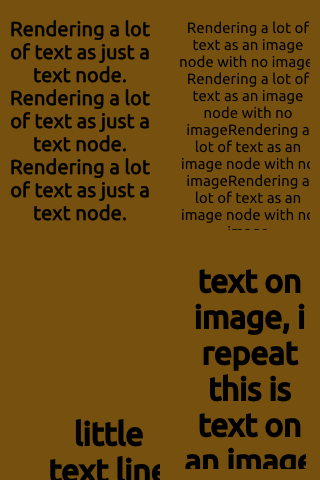 Rendering a lot
of text as just a
text node.
Rendering a lot
of text as just a
text node.
Rendering a lot
of text as just a
text node.
Rendering a lot of
text as an image
node with no image
Rendering a lot of
text as an image
node with no
imageRendering a
lot of text as an
image node with no
imageRendering a
lot of text as an
image node with no
text on
image, i
repeat
this is
text on
an image
little
text line